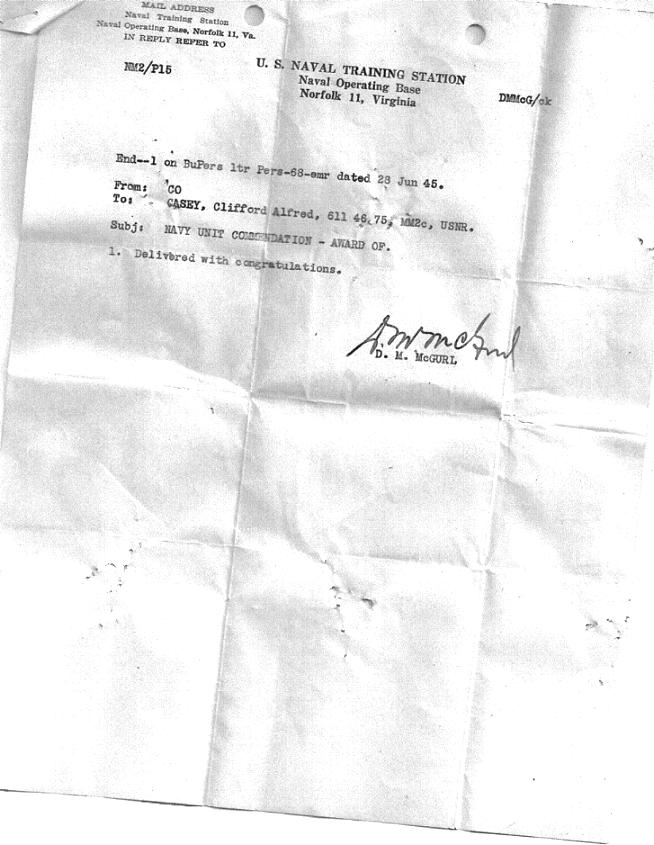 MAIL ADDRESS
Naval Training Station
Naval Operating Base, Norfolk 11, Va.
IN REPLY REFER TO
NM2/P15
U. S. NAVAL TRAINING STATION
Naval Operating Base
Norfolk 11, Virginia
DMMcG/ck
End--1 on BuPers ltr Pers-68-emr dated 28 Jun 45.
From: CO
To: CASEY, Clifford Alfred, 611 46 75, MM2c, USNR.
Subj: NAVY UNIT COMMENDATION - AWARD OF.
1. Delivered with congratulations.
D. M. McGurl
D. M. McGURL